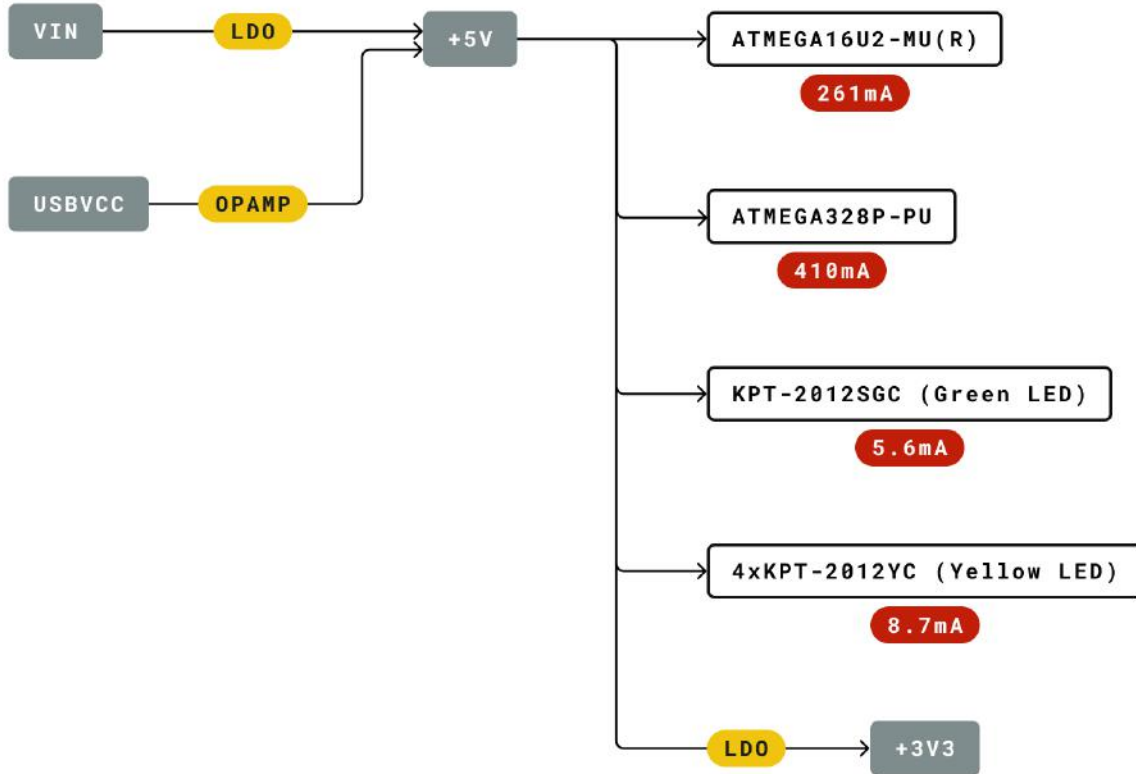 VIN
LDO
+5V
ATMEGA16U2-MU(R)
261mA
USBVCC
OPAMP
ATMEGA328P-PU
410mA
KPT-2012SGC (Green LED)
5.6mA
4xKPT-2012YC (Yellow LED)
8.7mA
LDO
+3V3